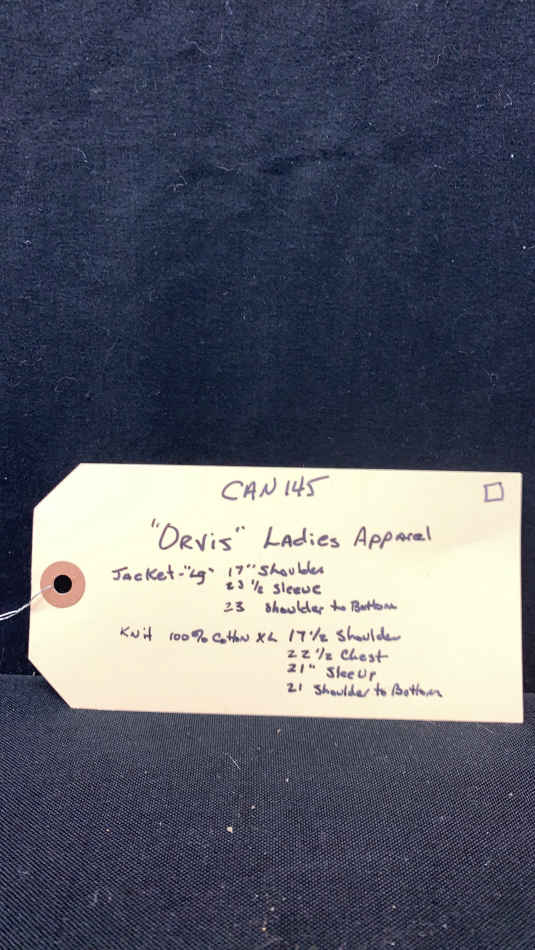 CAN 145
"ORVIS" Ladies Apparel
Jacket - "Lg" 17" Shoulder
23 1/2 Sleeve
23 Shoulder to Bottom
Knit 100% Cotton XL 17 1/2 Shoulder
22 1/2 Chest
21" Sleeve
21 Shoulder to Bottom